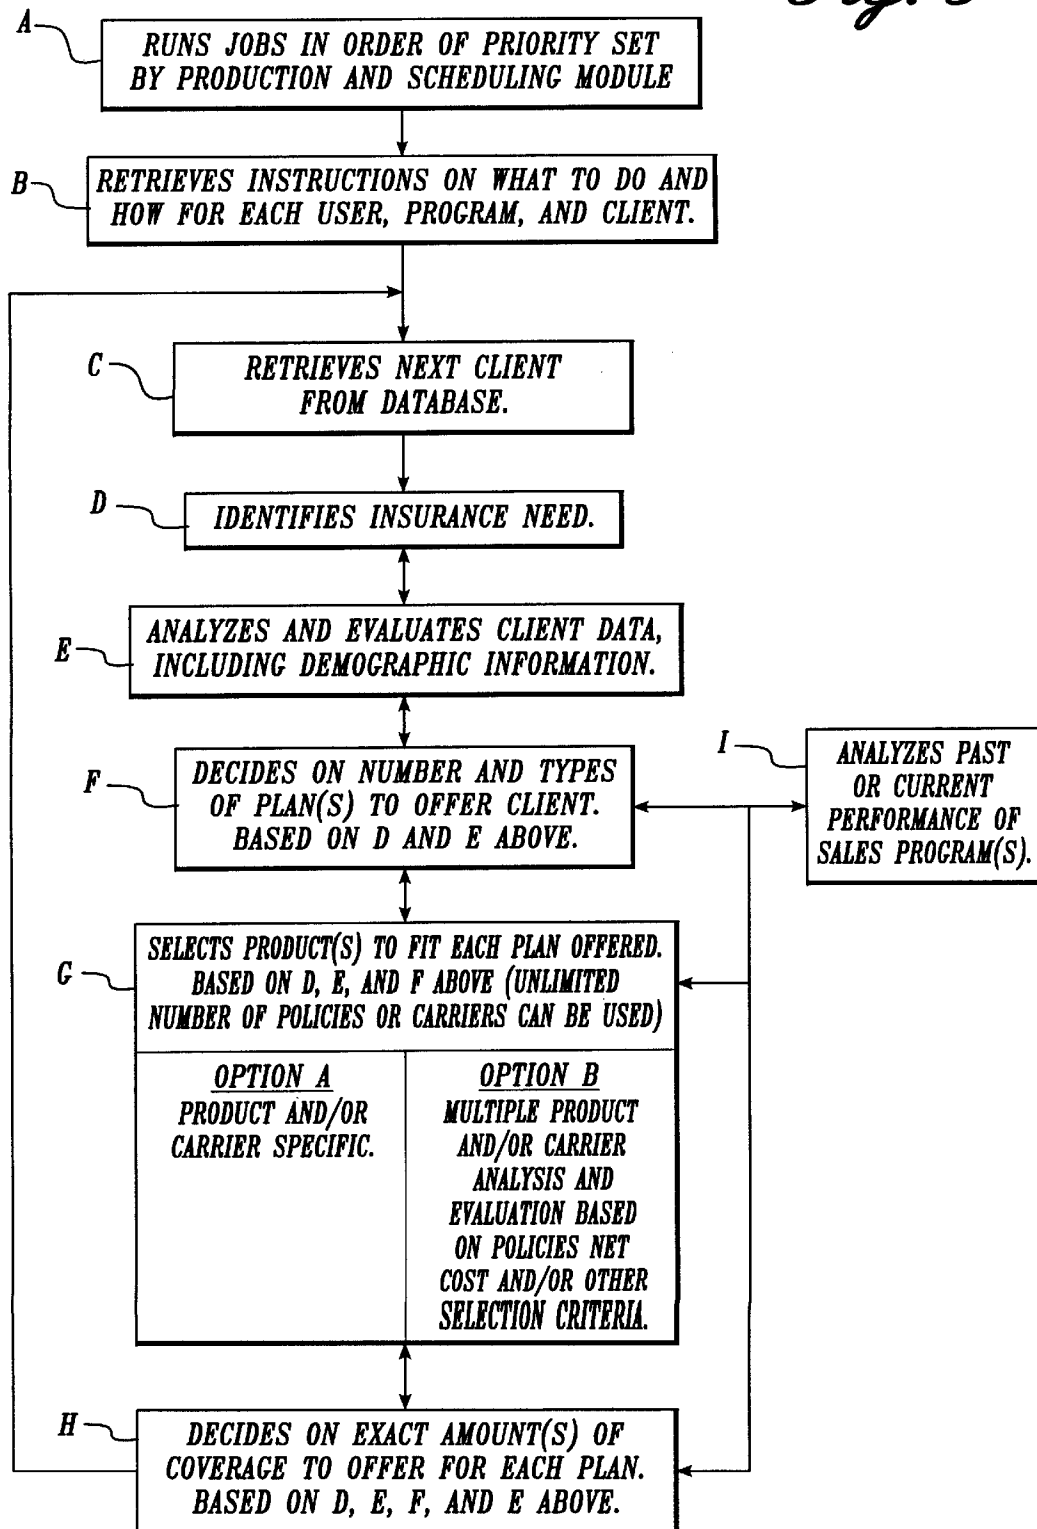 A
RUNS JOBS IN ORDER OF PRIORITY SET
BY PRODUCTION AND SCHEDULING MODULE
B
RETRIEVES INSTRUCTIONS ON WHAT TO DO AND
HOW FOR EACH USER, PROGRAM, AND CLIENT.
C
RETRIEVES NEXT CLIENT
FROM DATABASE.
D
IDENTIFIES INSURANCE NEED.
E
ANALYZES AND EVALUATES CLIENT DATA,
INCLUDING DEMOGRAPHIC INFORMATION.
F
DECIDES ON NUMBER AND TYPES
OF PLAN(S) TO OFFER CLIENT.
BASED ON D AND E ABOVE.
I
ANALYZES PAST
OR CURRENT
PERFORMANCE OF
SALES PROGRAM(S).
G
SELECTS PRODUCT(S) TO FIT EACH PLAN OFFERED.
BASED ON D, E, AND F ABOVE (UNLIMITED
NUMBER OF POLICIES OR CARRIERS CAN BE USED)
OPTION A
PRODUCT AND/OR
CARRIER SPECIFIC.
OPTION B
MULTIPLE PRODUCT
AND/OR CARRIER
ANALYSIS AND
EVALUATION BASED
ON POLICIES NET
COST AND/OR OTHER
SELECTION CRITERIA.
H
DECIDES ON EXACT AMOUNT(S) OF
COVERAGE TO OFFER FOR EACH PLAN.
BASED ON D, E, F, AND E ABOVE.